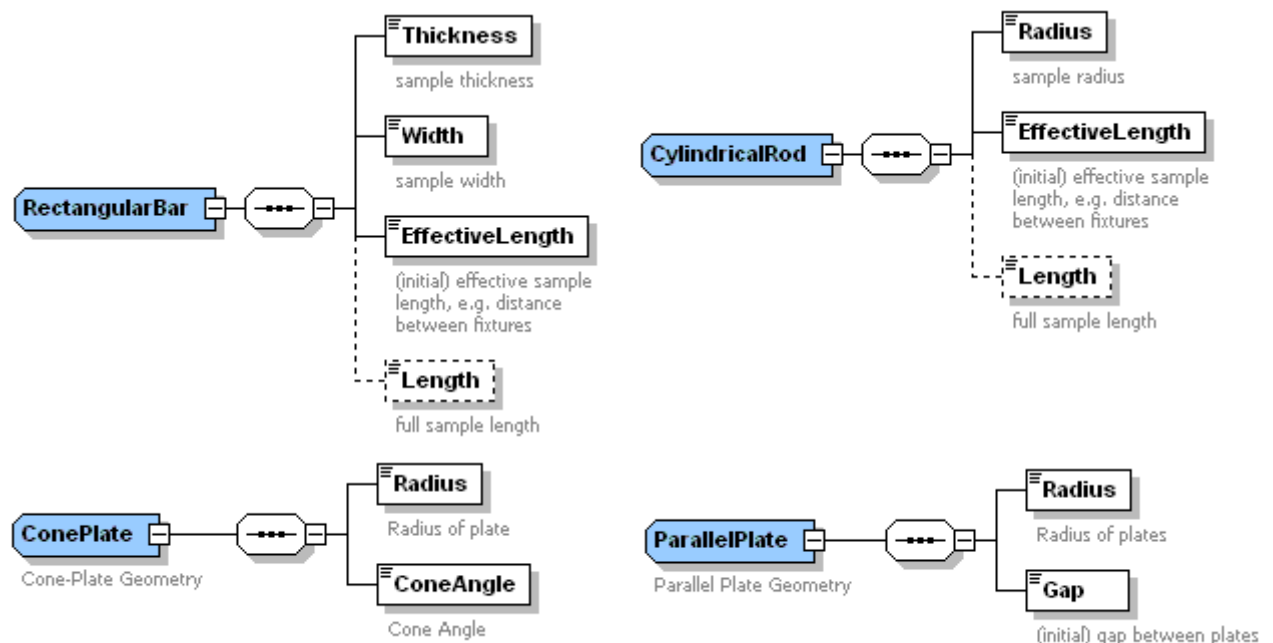 Thickness
sample thickness
Width
sample width
RectangularBar
EffectiveLength
(initial) effective sample
length, e.g. distance
between fixtures
Length
full sample length
Radius
sample radius
CylindricalRod
EffectiveLength
(initial) effective sample
length, e.g. distance
between fixtures
Length
full sample length
ConePlate
Cone-Plate Geometry
Radius
Radius of plate
ConeAngle
Cone Angle
ParallelPlate
Parallel Plate Geometry
Radius
Radius of plates
Gap
(initial) gap between plates